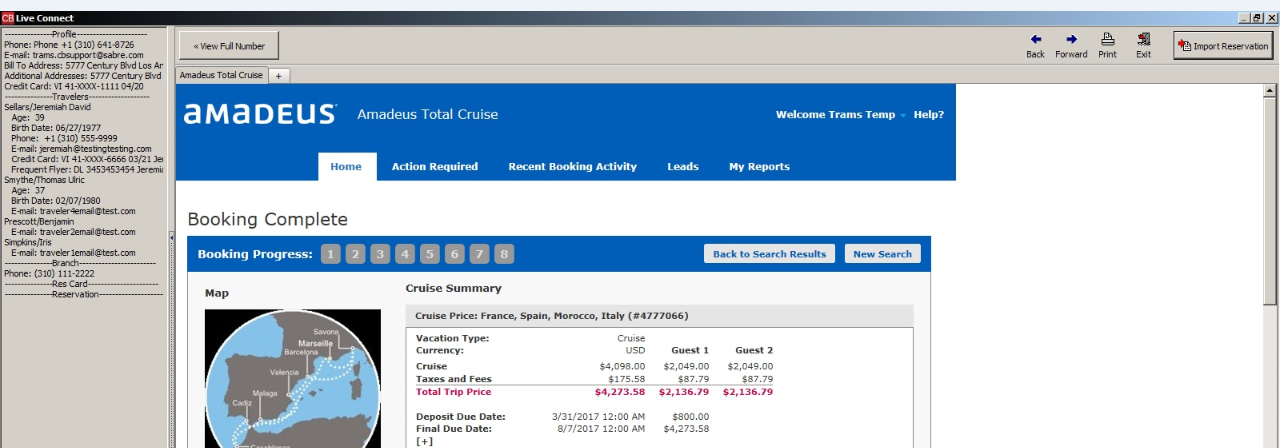 CB Live Connect
---------------Profile----------------------
Phone: Phone +1 (310) 641-8726
E-mail: trams.cbsupport@sabre.com
Bill To Address: 5777 Century Blvd Los An
Additional Addresses: 5777 Century Blvd
Credit Card: VI 41-XXXX-1111 04/20
---------------Travelers-------------------
Sellars/Jeremiah David
Age: 39
Birth Date: 06/27/1977
Phone: +1 (310) 555-9999
E-mail: jeremiah@testingtesting.com
Credit Card: VI 41-XXXX-6666 03/21 Jer
Frequent Flyer: DL 3453453454 Jeremia
Smythe/Thomas Ulric
Age: 37
Birth Date: 02/07/1980
E-mail: traveler4email@test.com
Prescott/Benjamin
E-mail: traveler2email@test.com
Simpkins/Iris
E-mail: traveler1email@test.com
---------------Branch------------------------
Phone: (310) 111-2222
---------------Res Card----------------------
---------------Reservation--------------------
« View Full Number
Back Forward Print Exit Import Reservation
Amadeus Total Cruise +
aMaDEUS Amadeus Total Cruise
Welcome Trams Temp Help?
Home Action Required Recent Booking Activity Leads My Reports
Booking Complete
Booking Progress: 1 2 3 4 5 6 7 8 Back to Search Results New Search
Map
Savona
Marseille
Barcelona
Valencia
Malaga
Cadiz
Casablanca
Cruise Summary
Cruise Price: France, Spain, Morocco, Italy (#4777066)
Vacation Type: Cruise
Currency: USD Guest 1 Guest 2
Cruise $4,098.00 $2,049.00 $2,049.00
Taxes and Fees $175.58 $87.79 $87.79
Total Trip Price $4,273.58 $2,136.79 $2,136.79
Deposit Due Date: 3/31/2017 12:00 AM $800.00
Final Due Date: 8/7/2017 12:00 AM $4,273.58
[+]